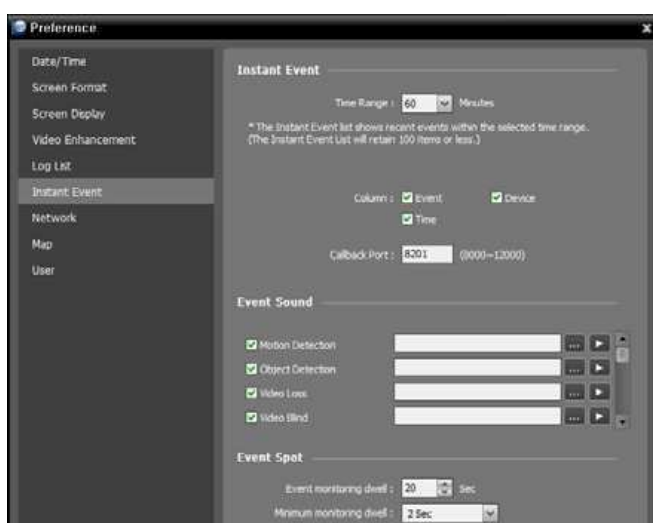 Preference
Date/Time
Screen Format
Screen Display
Video Enhancement
Log List
Instant Event
Network
Map
User
Instant Event
Time Range : 60 Minutes
* The Instant Event list shows recent events within the selected time range.
(The Instant Event List will retain 100 items or less.)
Column : Event Device
Time
Callback Port : 8201 (8000~12000)
Event Sound
Motion Detection ...
Object Detection ...
Video Loss ...
Video Blind ...
Event Spot
Event monitoring dwell : 20 Sec
Minimum monitoring dwell : 2 Sec